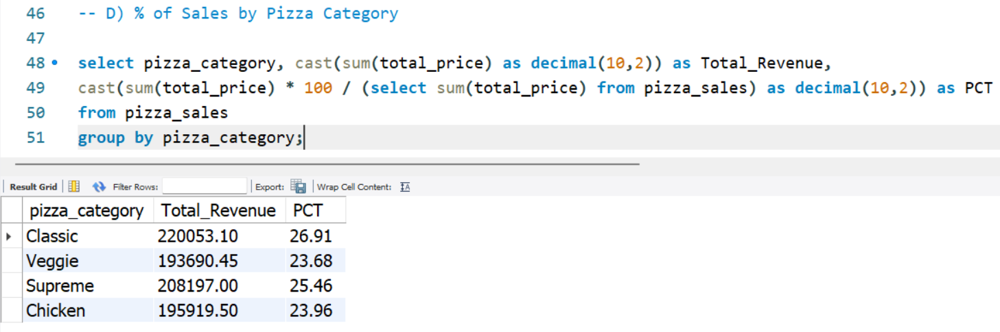 46 -- D) % of Sales by Pizza Category
47
48 select pizza_category, cast(sum(total_price) as decimal(10,2)) as Total_Revenue,
49 cast(sum(total_price) * 100 / (select sum(total_price) from pizza_sales) as decimal(10,2)) as PCT
50 from pizza_sales
51 group by pizza_category;
Result Grid Filter Rows: Export: Wrap Cell Content: IA
pizza_category Total_Revenue PCT
Classic 220053.10 26.91
Veggie 193690.45 23.68
Supreme 208197.00 25.46
Chicken 195919.50 23.96